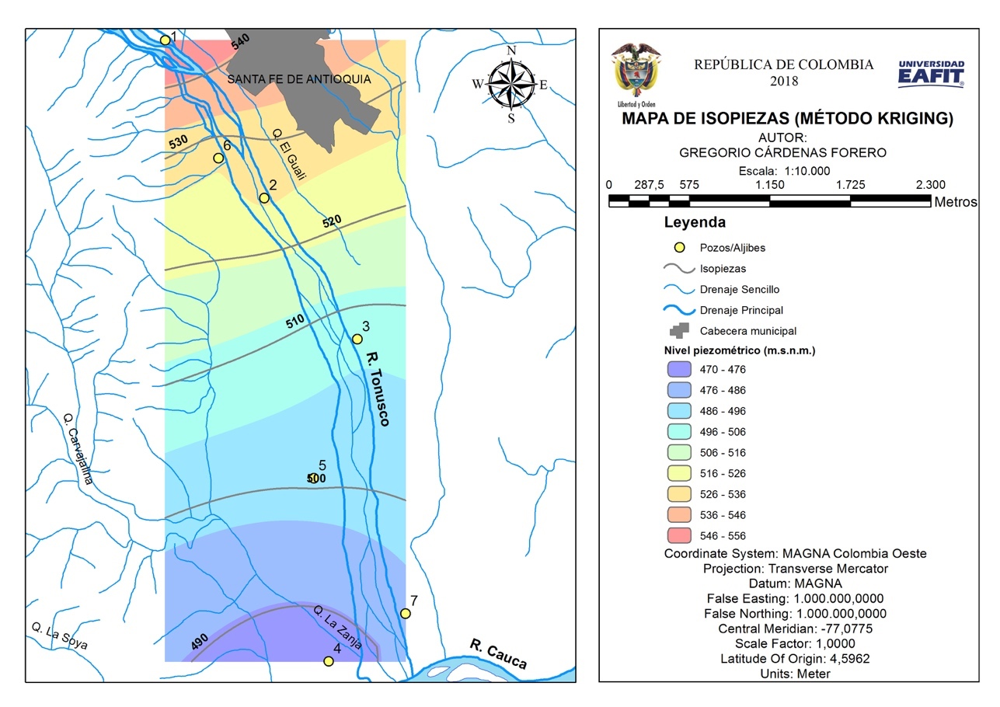 1
540
SANTA FE DE ANTIOQUIA
N
W E
S
530
6
Q. El Guali
2
520
510
3
R. Tonusco
Q. Carvajalina
5
500
7
Q. La Zanja
490
4
Q. La Soya
R. Cauca
Libertad y Orden
REPÚBLICA DE COLOMBIA
2018
UNIVERSIDAD
EAFIT®
MAPA DE ISOPIEZAS (MÉTODO KRIGING)
AUTOR:
GREGORIO CÁRDENAS FORERO
Escala: 1:10.000
0 287,5 575 1.150 1.725 2.300
Metros
Leyenda
Pozos/Aljibes
Isopiezas
Drenaje Sencillo
Drenaje Principal
Cabecera municipal
Nivel piezométrico (m.s.n.m.)
470 - 476
476 - 486
486 - 496
496 - 506
506 - 516
516 - 526
526 - 536
536 - 546
546 - 556
Coordinate System: MAGNA Colombia Oeste
Projection: Transverse Mercator
Datum: MAGNA
False Easting: 1.000.000,0000
False Northing: 1.000.000,0000
Central Meridian: -77,0775
Scale Factor: 1,0000
Latitude Of Origin: 4,5962
Units: Meter